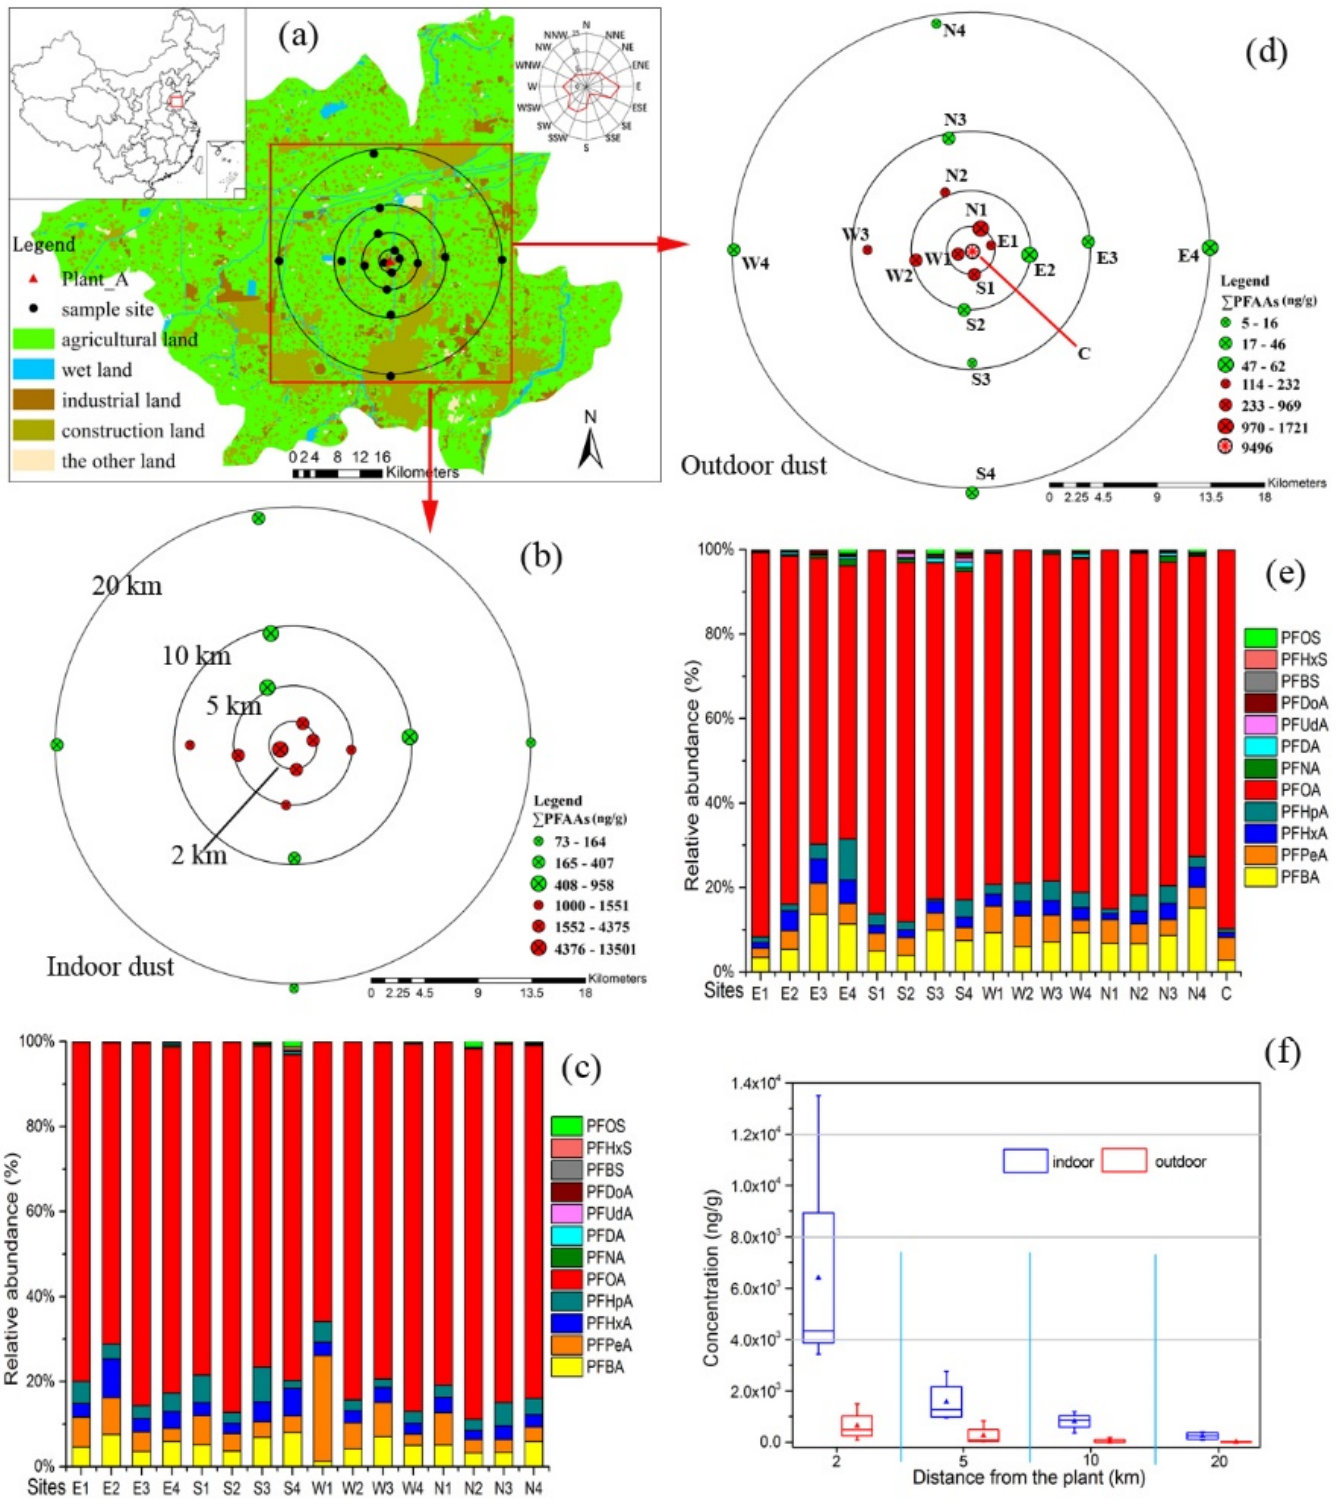 (a)
N
NNW
NNE
NW
NE
WNW
ENE
W
E
WSW
ESE
SW
SE
SSW
SSE
S
Legend
Plant_A
sample site
agricultural land
wet land
industrial land
construction land
the other land
0 2 4 8 12 16
Kilometers
N
(d)
N4
N3
N2
N1
W3
E1
W4
W2
W1
E2
E3
E4
S1
S2
C
S3
S4
Legend
∑PFAAs (ng/g)
5 - 16
17 - 46
47 - 62
114 - 232
233 - 969
970 - 1721
9496
Outdoor dust
Kilometers
0 2.25 4.5 9 13.5 18
(b)
20 km
10 km
5 km
2 km
Legend
∑PFAAs (ng/g)
73 - 164
165 - 407
408 - 958
1000 - 1551
1552 - 4375
4376 - 13501
Indoor dust
Kilometers
0 2.25 4.5 9 13.5 18
(e)
Relative abundance (%)
100%
80%
60%
40%
20%
0%
Sites E1 E2 E3 E4 S1 S2 S3 S4 W1 W2 W3 W4 N1 N2 N3 N4 C
PFOS
PFHxS
PFBS
PFDoA
PFUdA
PFDA
PFNA
PFOA
PFHpA
PFHxA
PFPeA
PFBA
(c)
Relative abundance (%)
100%
80%
60%
40%
20%
0%
Sites E1 E2 E3 E4 S1 S2 S3 S4 W1 W2 W3 W4 N1 N2 N3 N4
PFOS
PFHxS
PFBS
PFDoA
PFUdA
PFDA
PFNA
PFOA
PFHpA
PFHxA
PFPeA
PFBA
(f)
Concentration (ng/g)
1.4x10⁴
1.2x10⁴
1.0x10⁴
8.0x10³
6.0x10³
4.0x10³
2.0x10³
0.0
indoor outdoor
2 5 10 20
Distance from the plant (km)